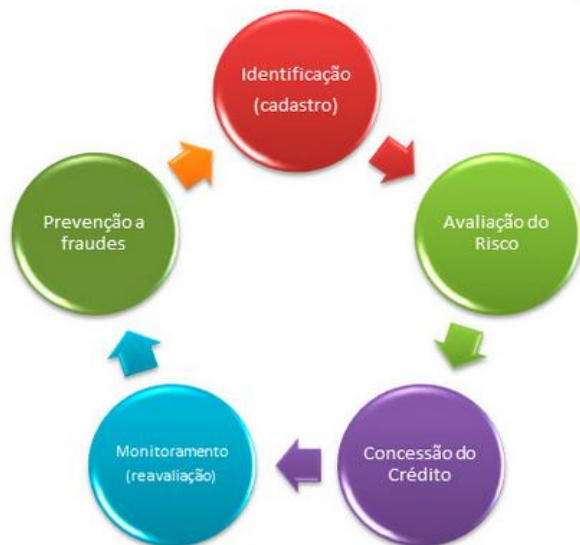 Identificação
(cadastro)
Avaliação do
Risco
Concessão do
Crédito
Monitoramento
(reavaliação)
Prevenção a
fraudes